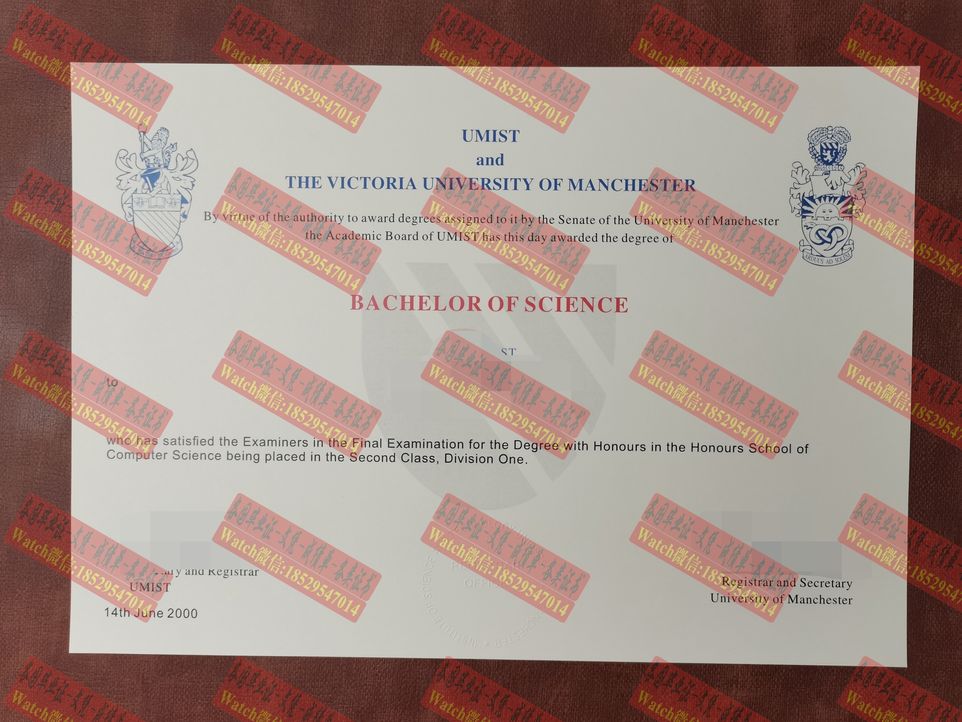 UMIST
and
THE VICTORIA UNIVERSITY OF MANCHESTER
By virtue of the authority to award degrees assigned to it by the Senate of the University of Manchester
the Academic Board of UMIST has this day awarded the degree of
BACHELOR OF SCIENCE
ST
to
who has satisfied the Examiners in the Final Examination for the Degree with Honours in the Honours School of
Computer Science being placed in the Second Class, Division One.
and Registrar
UMIST
14th June 2000
Registrar and Secretary
University of Manchester
Watch微信:18529547014